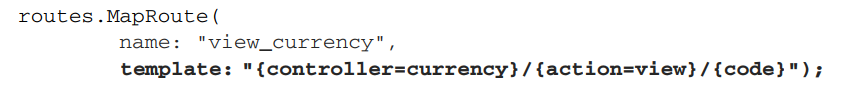 routes.MapRoute(
name: "view_currency",
template: "{controller=currency}/{action=view}/{code}");